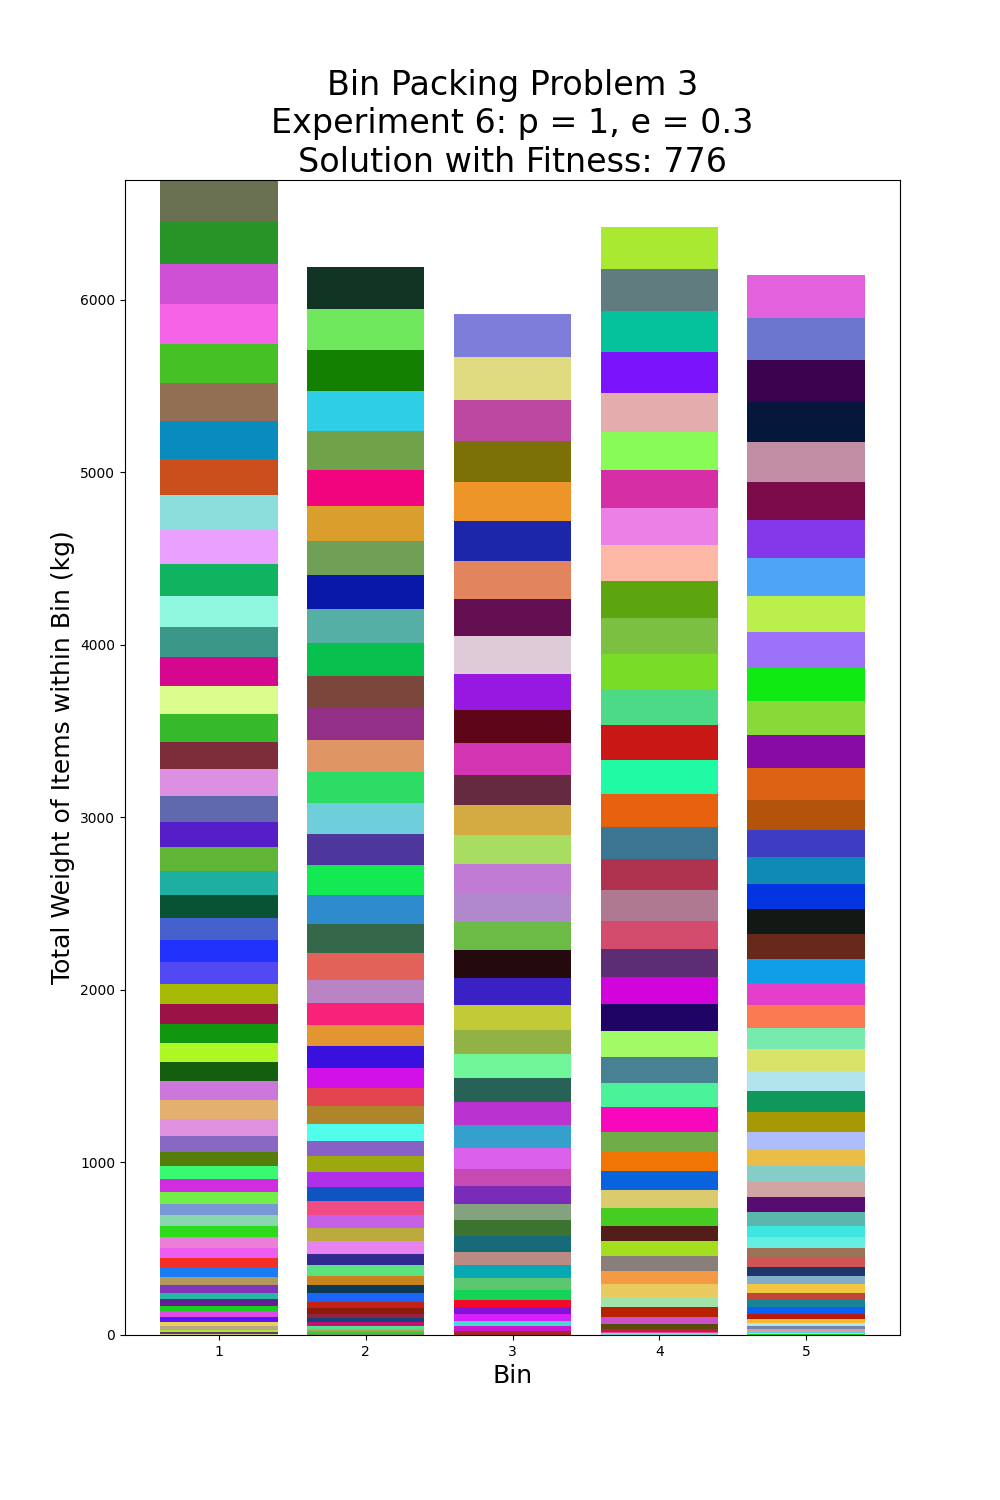 Bin Packing Problem 3
Experiment 6: p = 1, e = 0.3
Solution with Fitness: 776
Total Weight of Items within Bin (kg)
6000
5000
4000
3000
2000
1000
0
1 2 3 4 5
Bin